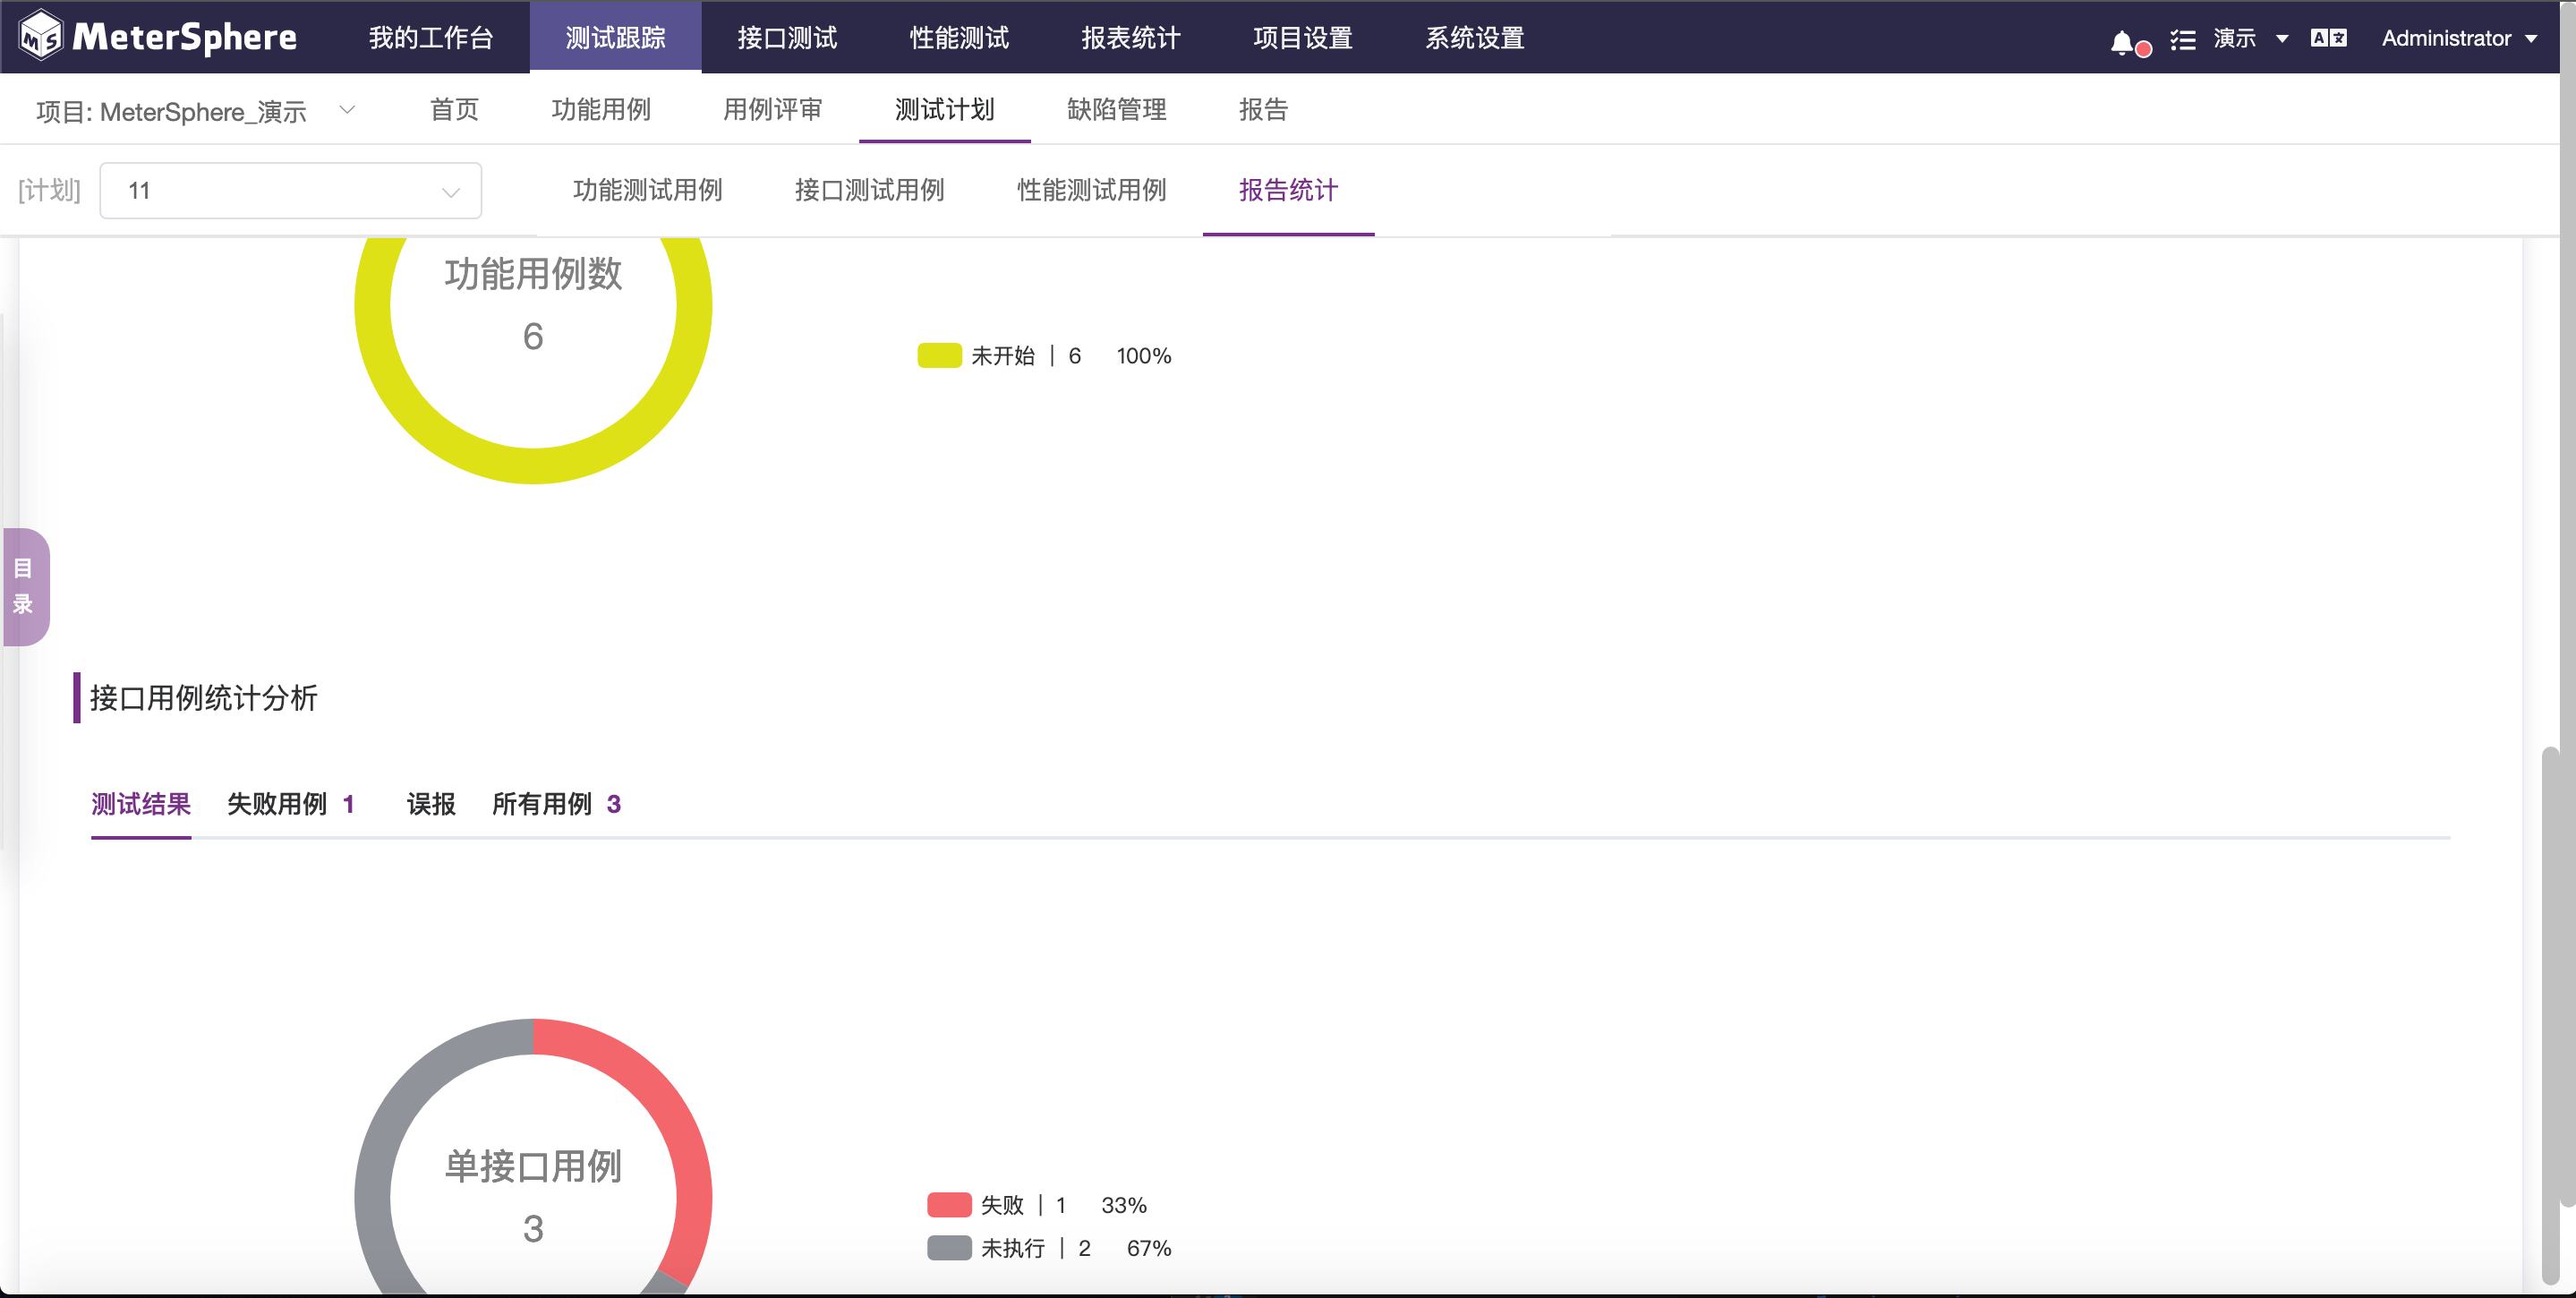 MS MeterSphere 我的工作台 测试跟踪 接口测试 性能测试 报表统计 项目设置 系统设置 演示 Administrator
项目: MeterSphere_演示 首页 功能用例 用例评审 测试计划 缺陷管理 报告
[计划] 11 功能测试用例 接口测试用例 性能测试用例 报告统计
功能用例数
6
未开始 | 6 100%
目
录
接口用例统计分析
测试结果 失败用例 1 误报 所有用例 3
单接口用例
3
失败 | 1 33%
未执行 | 2 67%